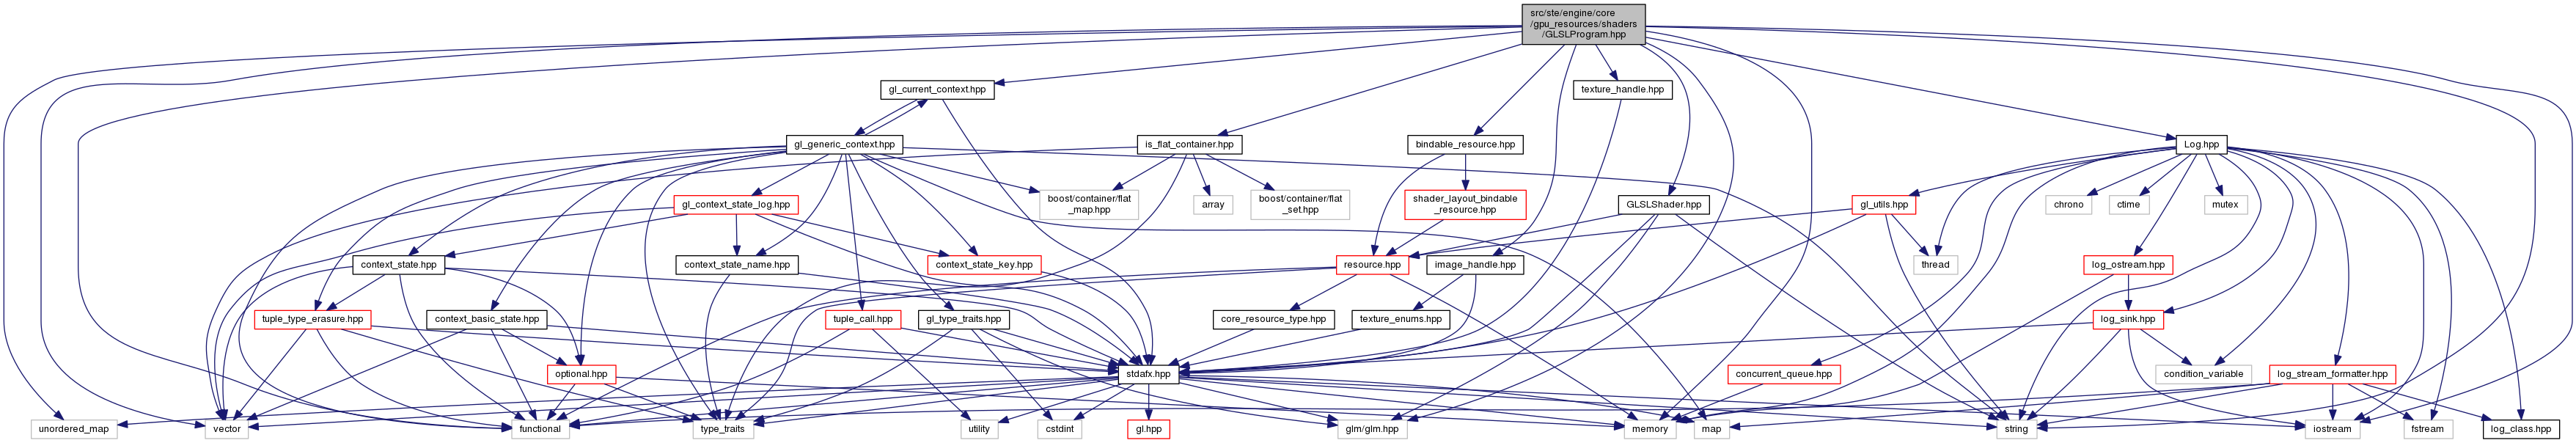 src/ste/engine/core
/gpu_resources/shaders
/GLSLProgram.hpp
gl_current_context.hpp
texture_handle.hpp
gl_generic_context.hpp
is_flat_container.hpp
bindable_resource.hpp
Log.hpp
gl_context_state_log.hpp
boost/container/flat
_map.hpp
array
boost/container/flat
_set.hpp
shader_layout_bindable
_resource.hpp
GLSLShader.hpp
gl_utils.hpp
chrono
ctime
mutex
context_state.hpp
context_state_name.hpp
context_state_key.hpp
resource.hpp
image_handle.hpp
thread
log_ostream.hpp
tuple_type_erasure.hpp
context_basic_state.hpp
tuple_call.hpp
gl_type_traits.hpp
core_resource_type.hpp
texture_enums.hpp
log_sink.hpp
optional.hpp
stdafx.hpp
concurrent_queue.hpp
condition_variable
log_stream_formatter.hpp
unordered_map
vector
functional
type_traits
utility
cstdint
gl.hpp
glm/glm.hpp
memory
map
string
iostream
fstream
log_class.hpp